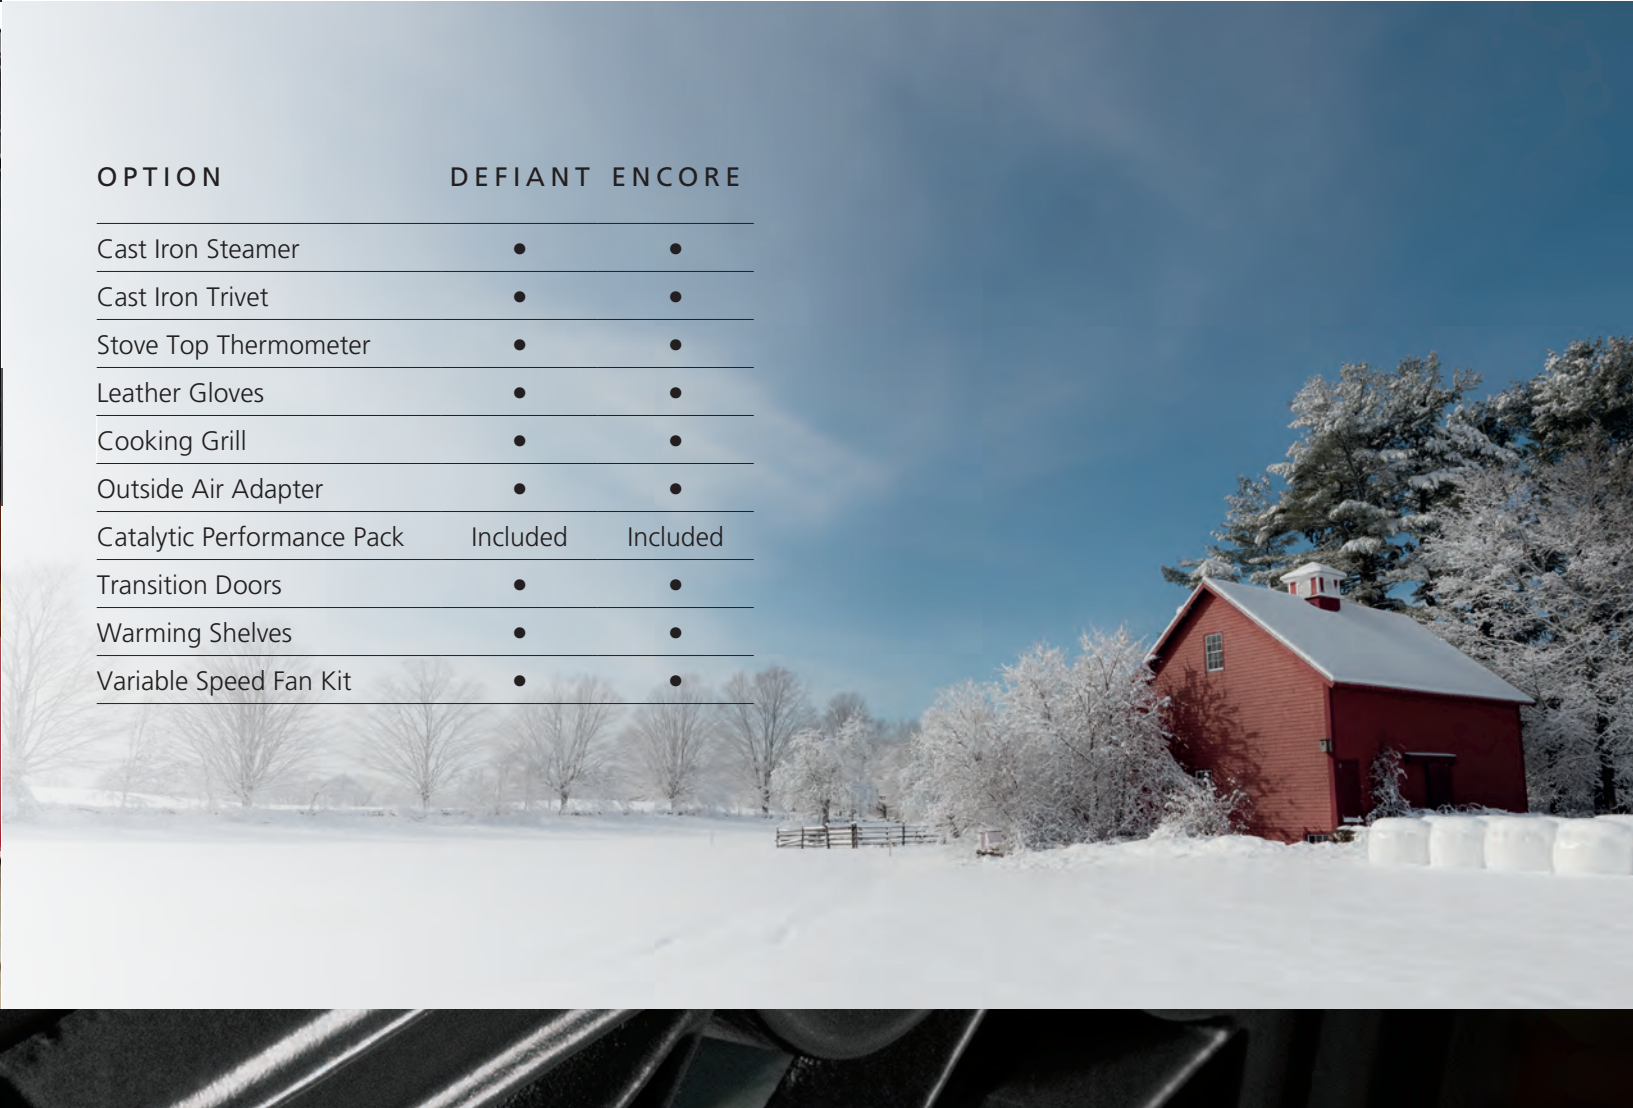 OPTION DEFIANT ENCORE
Cast Iron Steamer ● ●
Cast Iron Trivet ● ●
Stove Top Thermometer ● ●
Leather Gloves ● ●
Cooking Grill ● ●
Outside Air Adapter ● ●
Catalytic Performance Pack Included Included
Transition Doors ● ●
Warming Shelves ● ●
Variable Speed Fan Kit ● ●